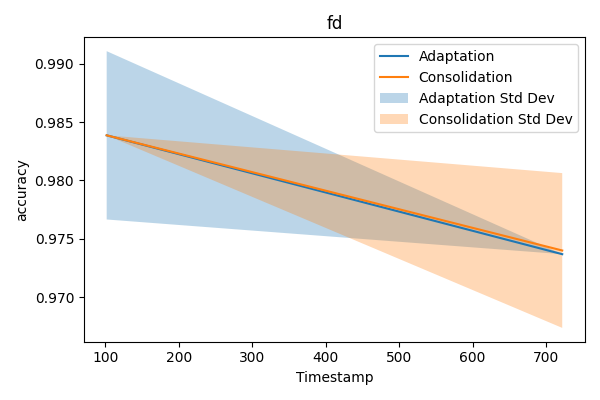 fd
0.990
0.985
0.980
0.975
0.970
accuracy
Adaptation
Consolidation
Adaptation Std Dev
Consolidation Std Dev
100 200 300 400 500 600 700
Timestamp